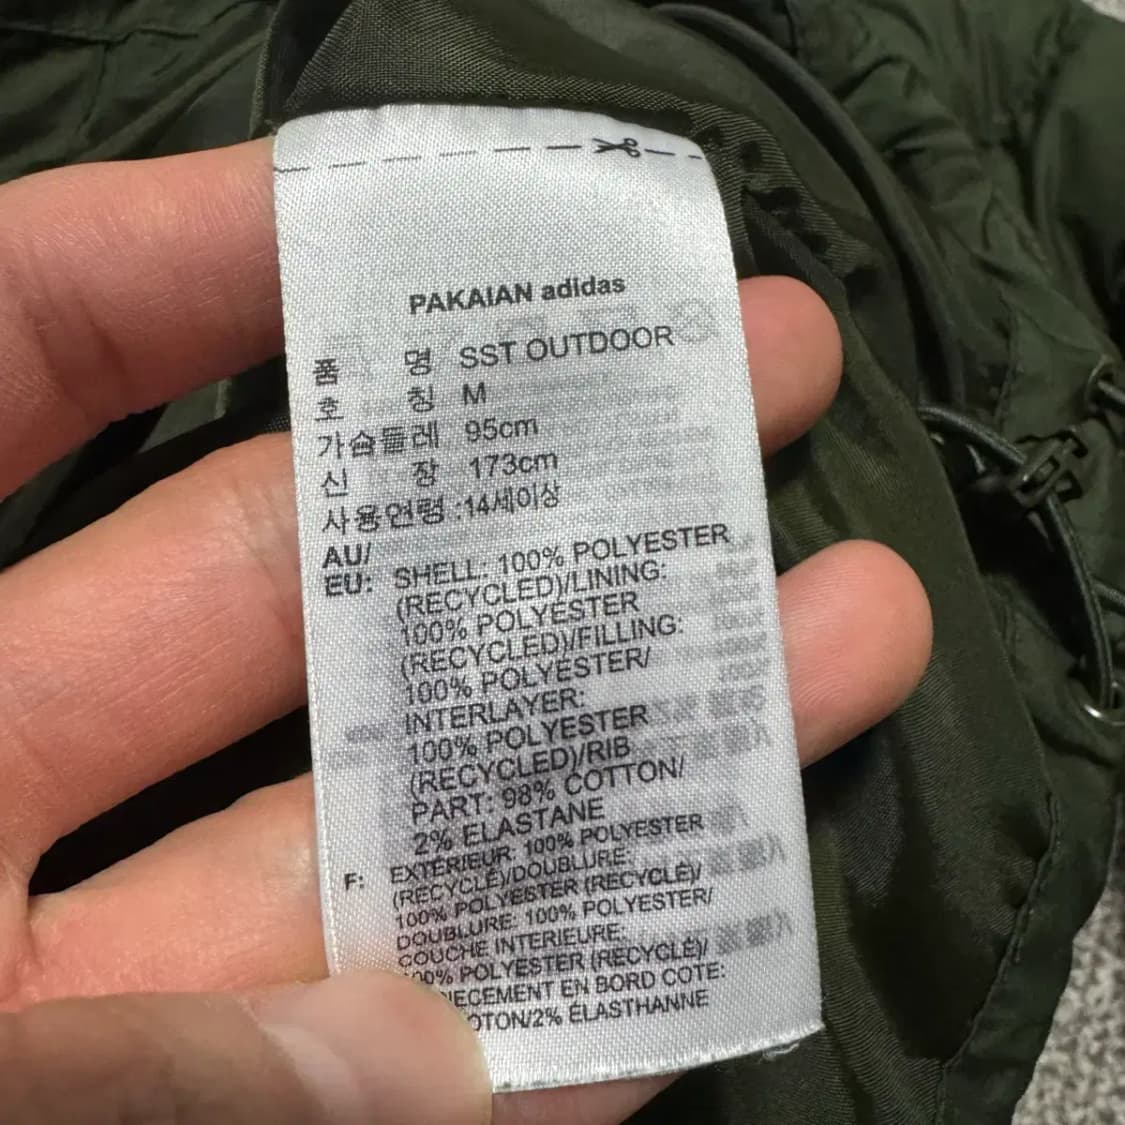 PAKAIAN adidas
품 명 SST OUTDOOR
호 칭 M
가슴둘레 95cm
신 장 173cm
사용연령 :14세이상
AU/
EU: SHELL: 100% POLYESTER
(RECYCLED)/LINING:
100% POLYESTER
(RECYCLED)/FILLING:
100% POLYESTER/
INTERLAYER:
100% POLYESTER
(RECYCLED)/RIB
PART: 98% COTTON/
2% ELASTANE
F: EXTÉRIEUR: 100% POLYESTER
(RECYCLÉ)/DOUBLURE:
100% POLYESTER (RECYCLÉ)/
DOUBLURE: 100% POLYESTER/
COUCHE INTERIEURE:
POLYESTER (RECYCLÉ)/
EN BORD COTE:
ÉLASTHANNE